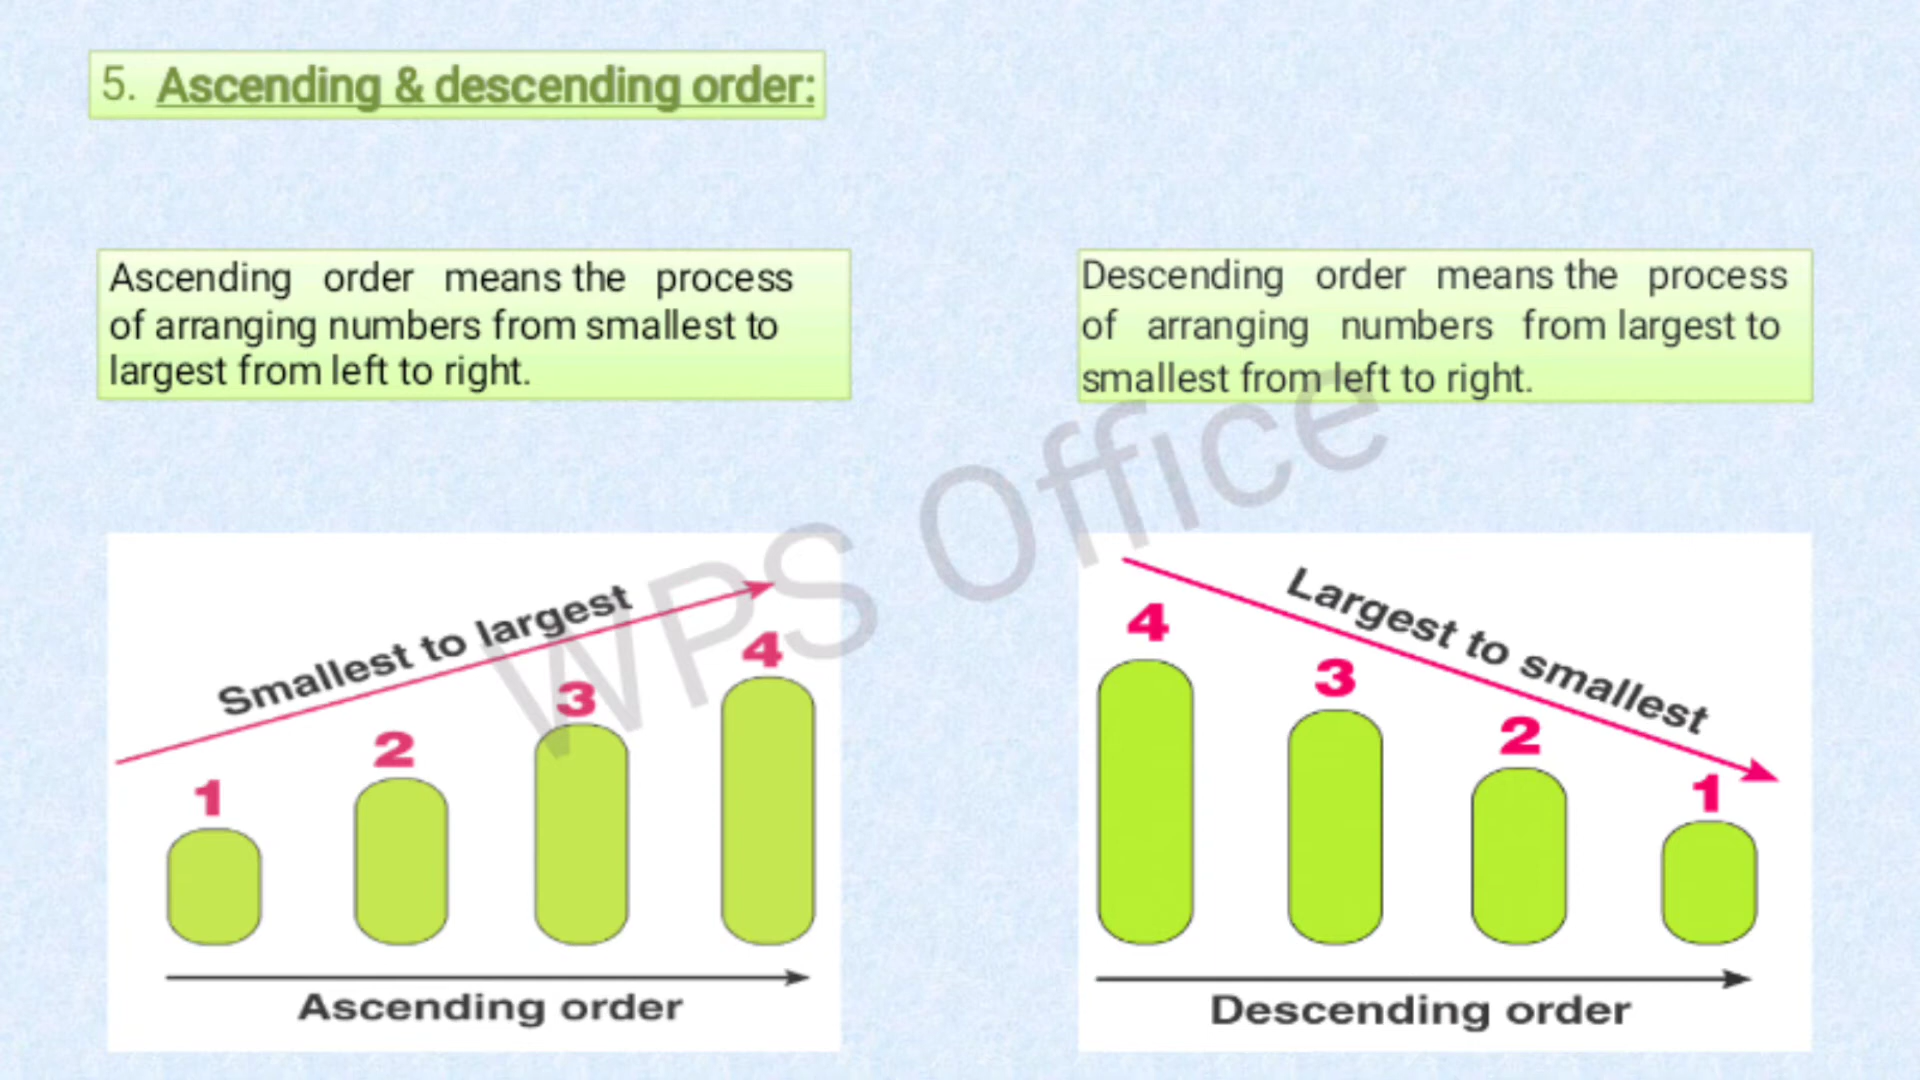 5. Ascending & descending order:
Ascending order means the process
of arranging numbers from smallest to
largest from left to right.
Descending order means the process
of arranging numbers from largest to
smallest from left to right.
WPS Office
Smallest to largest
1
2
3
4
Ascending order
Largest to smallest
4
3
2
1
Descending order